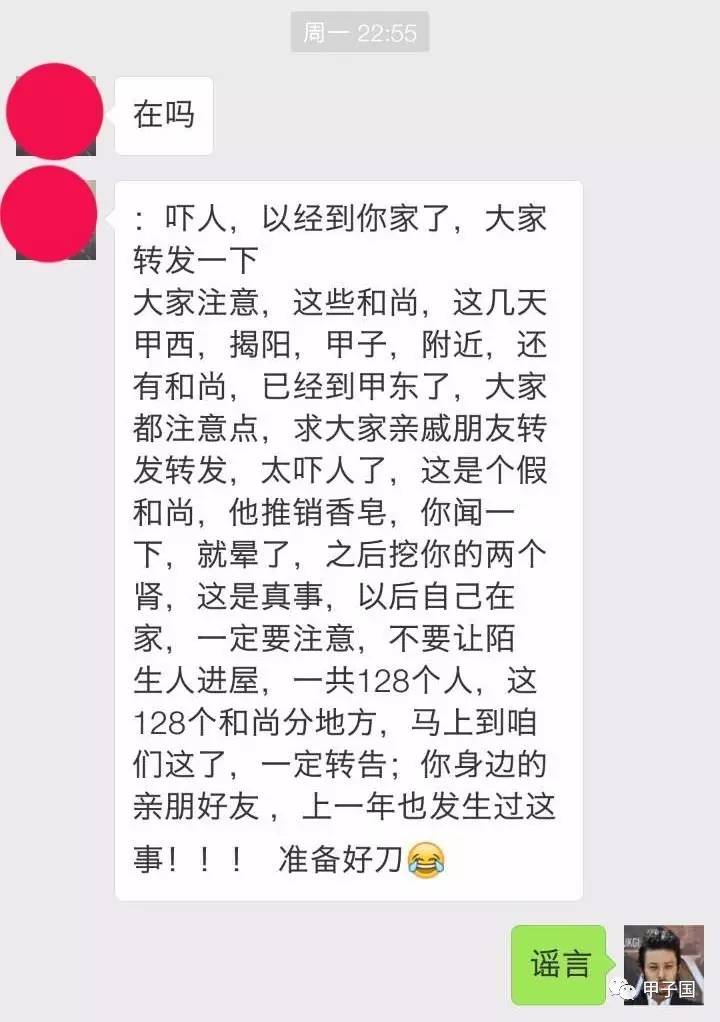 周一 22:55
在吗
：吓人，以经到你家了，大家
转发一下
大家注意，这些和尚，这几天
甲西，揭阳，甲子，附近，还
有和尚，已经到甲东了，大家
都注意点，求大家亲戚朋友转
发转发，太吓人了，这是个假
和尚，他推销香皂，你闻一
下，就晕了，之后挖你的两个
肾，这是真事，以后自己在
家，一定要注意，不要让陌
生人进屋，一共128个人，这
128个和尚分地方，马上到咱
们这了，一定转告；你身边的
亲朋好友 ，上一年也发生过这
事！！！ 准备好刀😂
谣言
甲子国